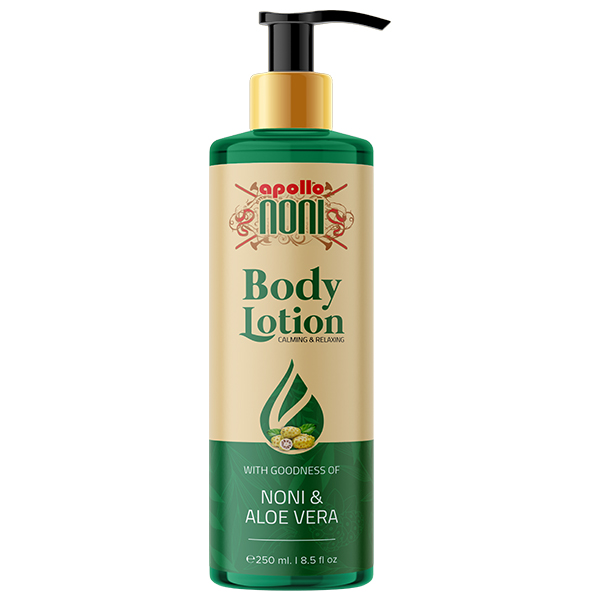 apollo
noni
Body
Lotion
CALMING & RELAXING
WITH GOODNESS OF
NONI &
ALOE VERA
℮250 ml. I 8.5 fl oz